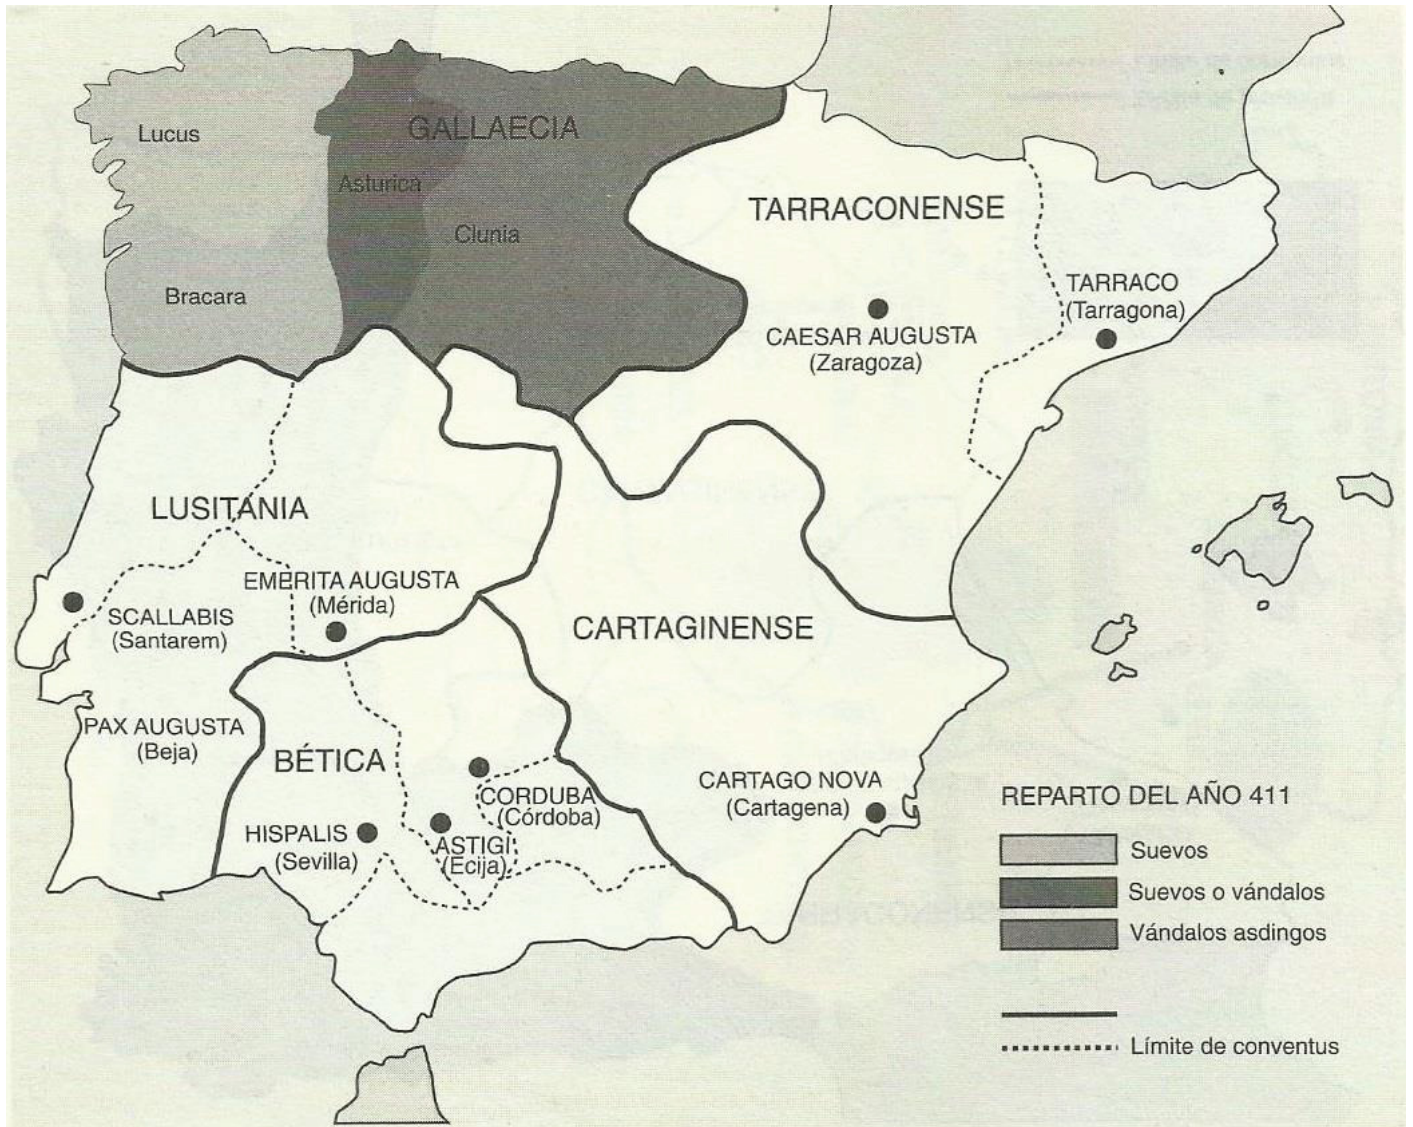 Lucus
GALLAECIA
Asturica
Clunia
Bracara
TARRACONENSE
TARRACO
(Tarragona)
CAESAR AUGUSTA
(Zaragoza)
LUSITANIA
EMERITA AUGUSTA
(Mérida)
SCALLABIS
(Santarem)
CARTAGINENSE
PAX AUGUSTA
(Beja)
BÉTICA
CORDUBA
(Córdoba)
HISPALIS
(Sevilla)
ASTIGI
(Ecija)
CARTAGO NOVA
(Cartagena)
REPARTO DEL AÑO 411
Suevos
Suevos o vándalos
Vándalos asdingos
Límite de conventus